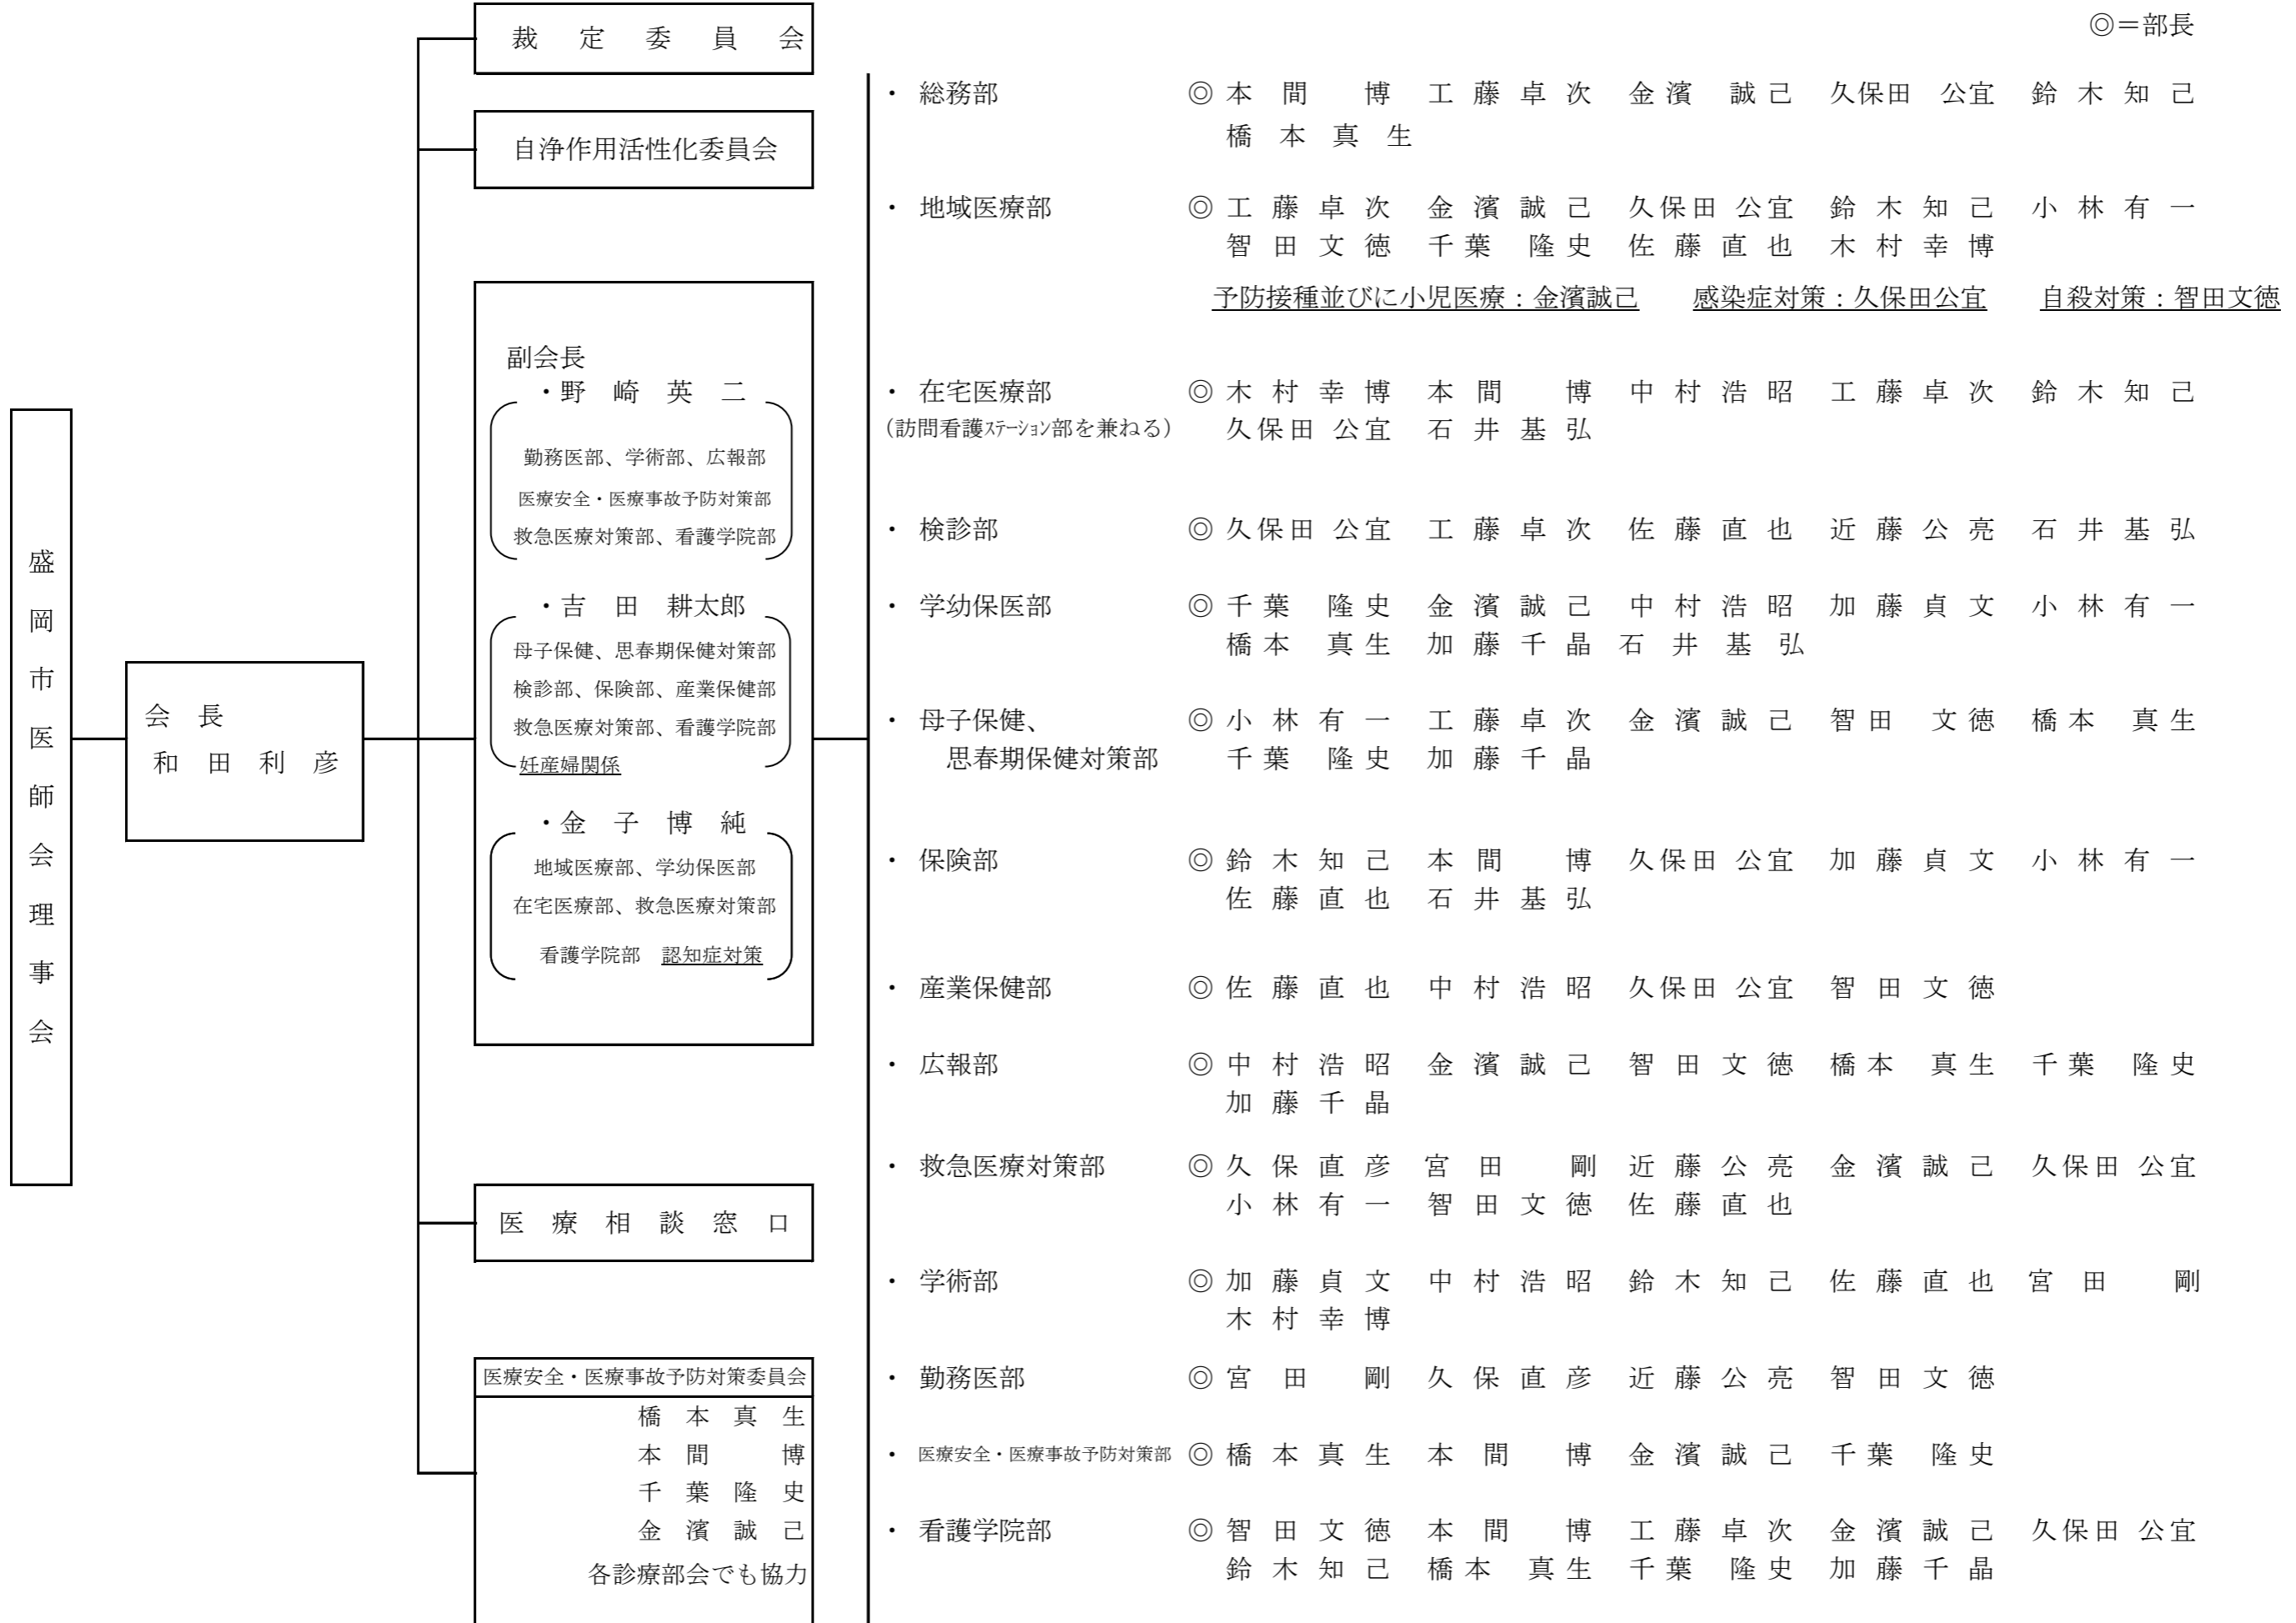 盛岡市医師会理事会
会長
和田利彦
裁定委員会
自浄作用活性化委員会
副会長
・野崎英二
勤務医部、学術部、広報部
医療安全・医療事故予防対策部
救急医療対策部、看護学院部
・吉田耕太郎
母子保健、思春期保健対策部
検診部、保険部、産業保健部
救急医療対策部、看護学院部
妊産婦関係
・金子博純
地域医療部、学幼保医部
在宅医療部、救急医療対策部
看護学院部 認知症対策
医療相談窓口
医療安全・医療事故予防対策委員会
橋本真生
本間博
千葉隆史
金濱誠己
各診療部会でも協力
◎＝部長
・ 総務部 ◎ 本間博 工藤卓次 金濱誠己 久保田公宜 鈴木知己
橋本真生
・ 地域医療部 ◎ 工藤卓次 金濱誠己 久保田公宜 鈴木知己 小林有一
智田文徳 千葉隆史 佐藤直也 木村幸博
予防接種並びに小児医療：金濱誠己 感染症対策：久保田公宜 自殺対策：智田文徳
・ 在宅医療部 ◎ 木村幸博 本間博 中村浩昭 工藤卓次 鈴木知己
（訪問看護ｽﾃｰｼｮﾝ部を兼ねる） 久保田公宜 石井基弘
・ 検診部 ◎ 久保田公宜 工藤卓次 佐藤直也 近藤公亮 石井基弘
・ 学幼保医部 ◎ 千葉隆史 金濱誠己 中村浩昭 加藤貞文 小林有一
橋本真生 加藤千晶 石井基弘
・ 母子保健、 ◎ 小林有一 工藤卓次 金濱誠己 智田文徳 橋本真生
思春期保健対策部 千葉隆史 加藤千晶
・ 保険部 ◎ 鈴木知己 本間博 久保田公宜 加藤貞文 小林有一
佐藤直也 石井基弘
・ 産業保健部 ◎ 佐藤直也 中村浩昭 久保田公宜 智田文徳
・ 広報部 ◎ 中村浩昭 金濱誠己 智田文徳 橋本真生 千葉隆史
加藤千晶
・ 救急医療対策部 ◎ 久保直彦 宮田剛 近藤公亮 金濱誠己 久保田公宜
小林有一 智田文徳 佐藤直也
・ 学術部 ◎ 加藤貞文 中村浩昭 鈴木知己 佐藤直也 宮田剛
木村幸博
・ 勤務医部 ◎ 宮田剛 久保直彦 近藤公亮 智田文徳
・ 医療安全・医療事故予防対策部 ◎ 橋本真生 本間博 金濱誠己 千葉隆史
・ 看護学院部 ◎ 智田文徳 本間博 工藤卓次 金濱誠己 久保田公宜
鈴木知己 橋本真生 千葉隆史 加藤千晶